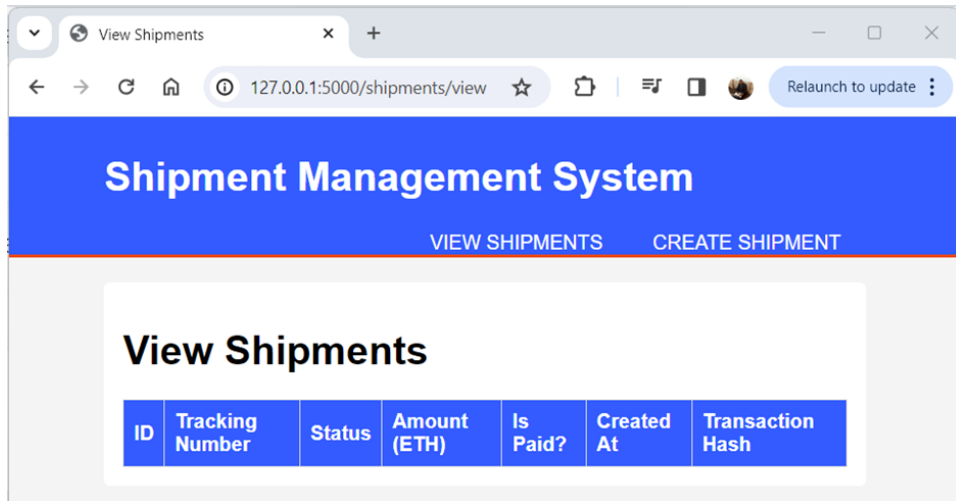 View Shipments
127.0.0.1:5000/shipments/view
Relaunch to update
Shipment Management System
VIEW SHIPMENTS CREATE SHIPMENT
View Shipments
ID Tracking Number Status Amount (ETH) Is Paid? Created At Transaction Hash